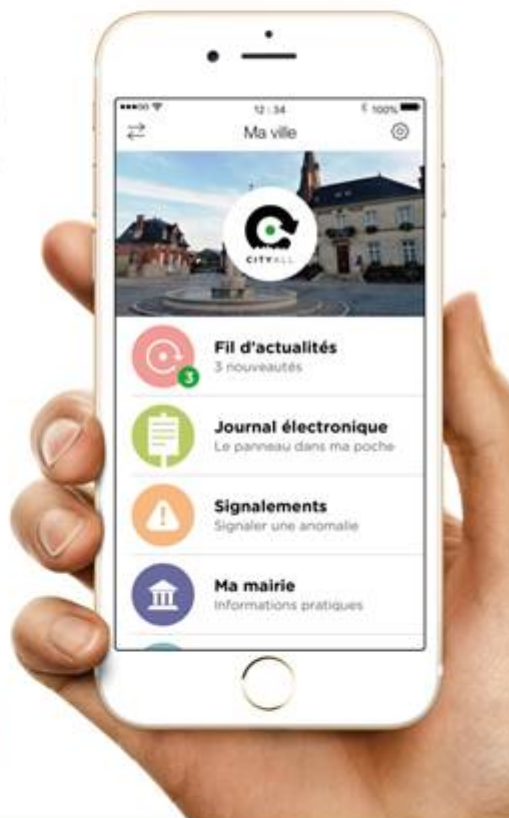 12:34
100%
Ma ville
CITYALL
Fil d'actualités
3 nouveautés
3
Journal électronique
Le panneau dans ma poche
Signalements
Signaler une anomalie
Ma mairie
Informations pratiques